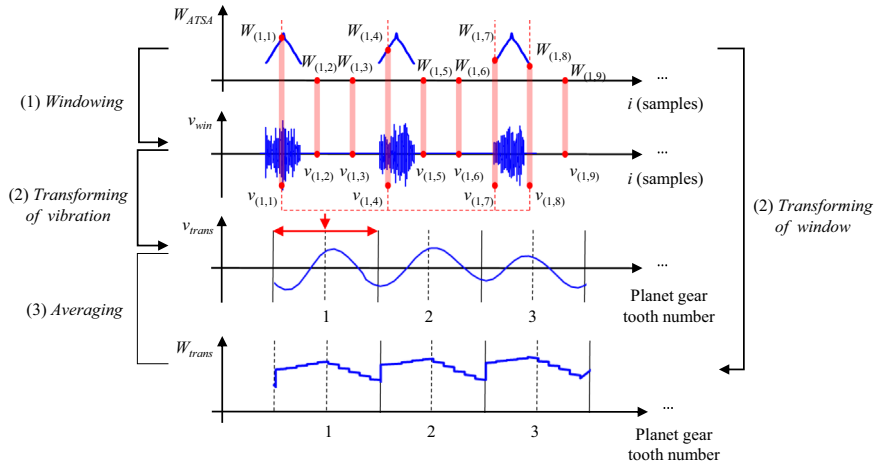 W_ATSA
W_(1,1)
W_(1,4)
W_(1,7)
W_(1,8)
W_(1,2) W_(1,3)
W_(1,5) W_(1,6)
W_(1,9)
...
i (samples)
(1) Windowing
v_win
...
v_(1,2) v_(1,3)
v_(1,5) v_(1,6)
v_(1,9)
i (samples)
v_(1,1)
v_(1,4)
v_(1,7)
v_(1,8)
(2) Transforming
of vibration
(2) Transforming
of window
v_trans
...
1 2 3
Planet gear
tooth number
(3) Averaging
W_trans
...
1 2 3
Planet gear
tooth number